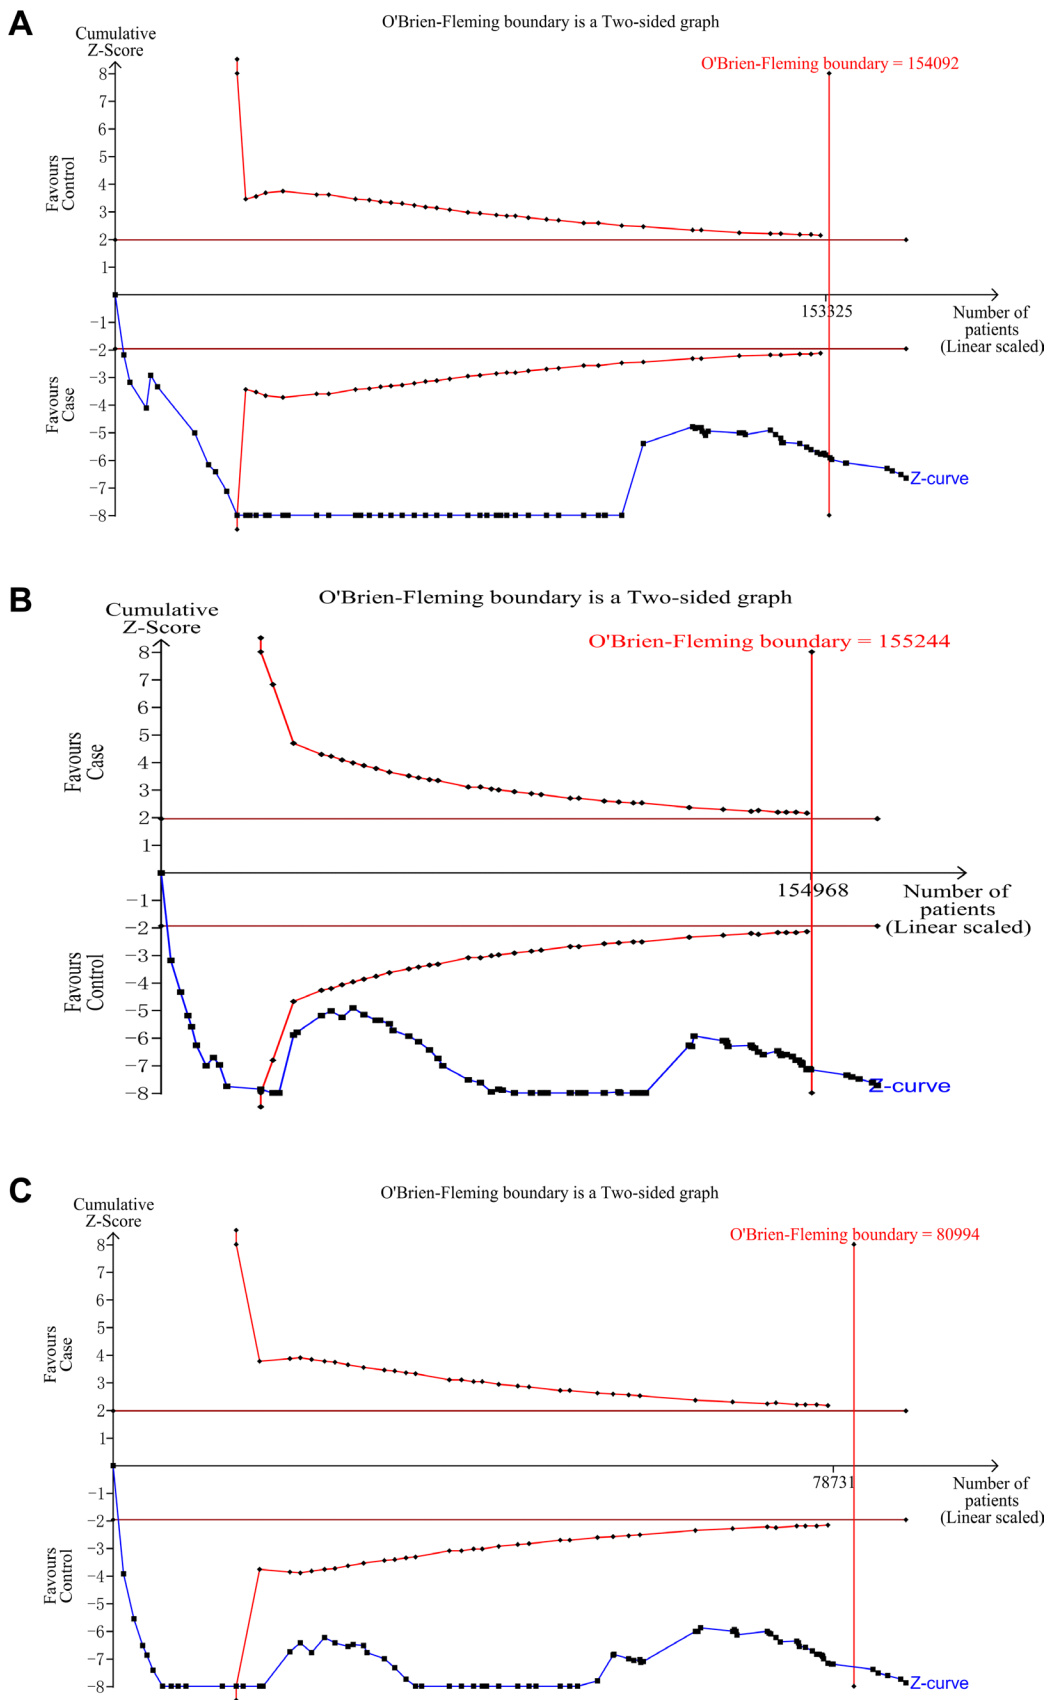 A
O'Brien-Fleming boundary is a Two-sided graph
Cumulative
Z-Score
O'Brien-Fleming boundary = 154092
8
7
6
5
4
3
2
1
Favours
Control
153325
Number of
patients
(Linear scaled)
-1
-2
-3
-4
-5
-6
-7
-8
Favours
Case
Z-curve
B
O'Brien-Fleming boundary is a Two-sided graph
Cumulative
Z-Score
O'Brien-Fleming boundary = 155244
8
7
6
5
4
3
2
1
Favours
Case
154968
Number of
patients
(Linear scaled)
-1
-2
-3
-4
-5
-6
-7
-8
Favours
Control
Z-curve
C
O'Brien-Fleming boundary is a Two-sided graph
Cumulative
Z-Score
O'Brien-Fleming boundary = 80994
8
7
6
5
4
3
2
1
Favours
Case
78731
Number of
patients
(Linear scaled)
-1
-2
-3
-4
-5
-6
-7
-8
Favours
Control
Z-curve